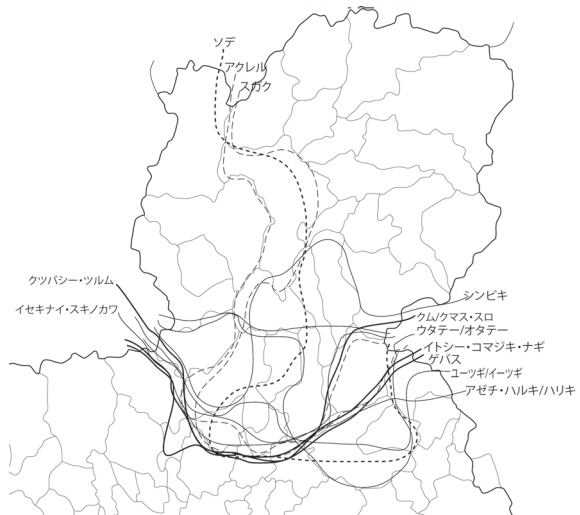 ソデ
アクレル
スガク
クツバシー・ツルム
イセキナイ・スキノカワ
シンビキ
クム/クマス・スロ
ウタテー/オタテー
イトシー・コマジキ・ナギ
ゲバス
ユーツギ/イーツギ
アゼチ・ハルキ/ハリキ